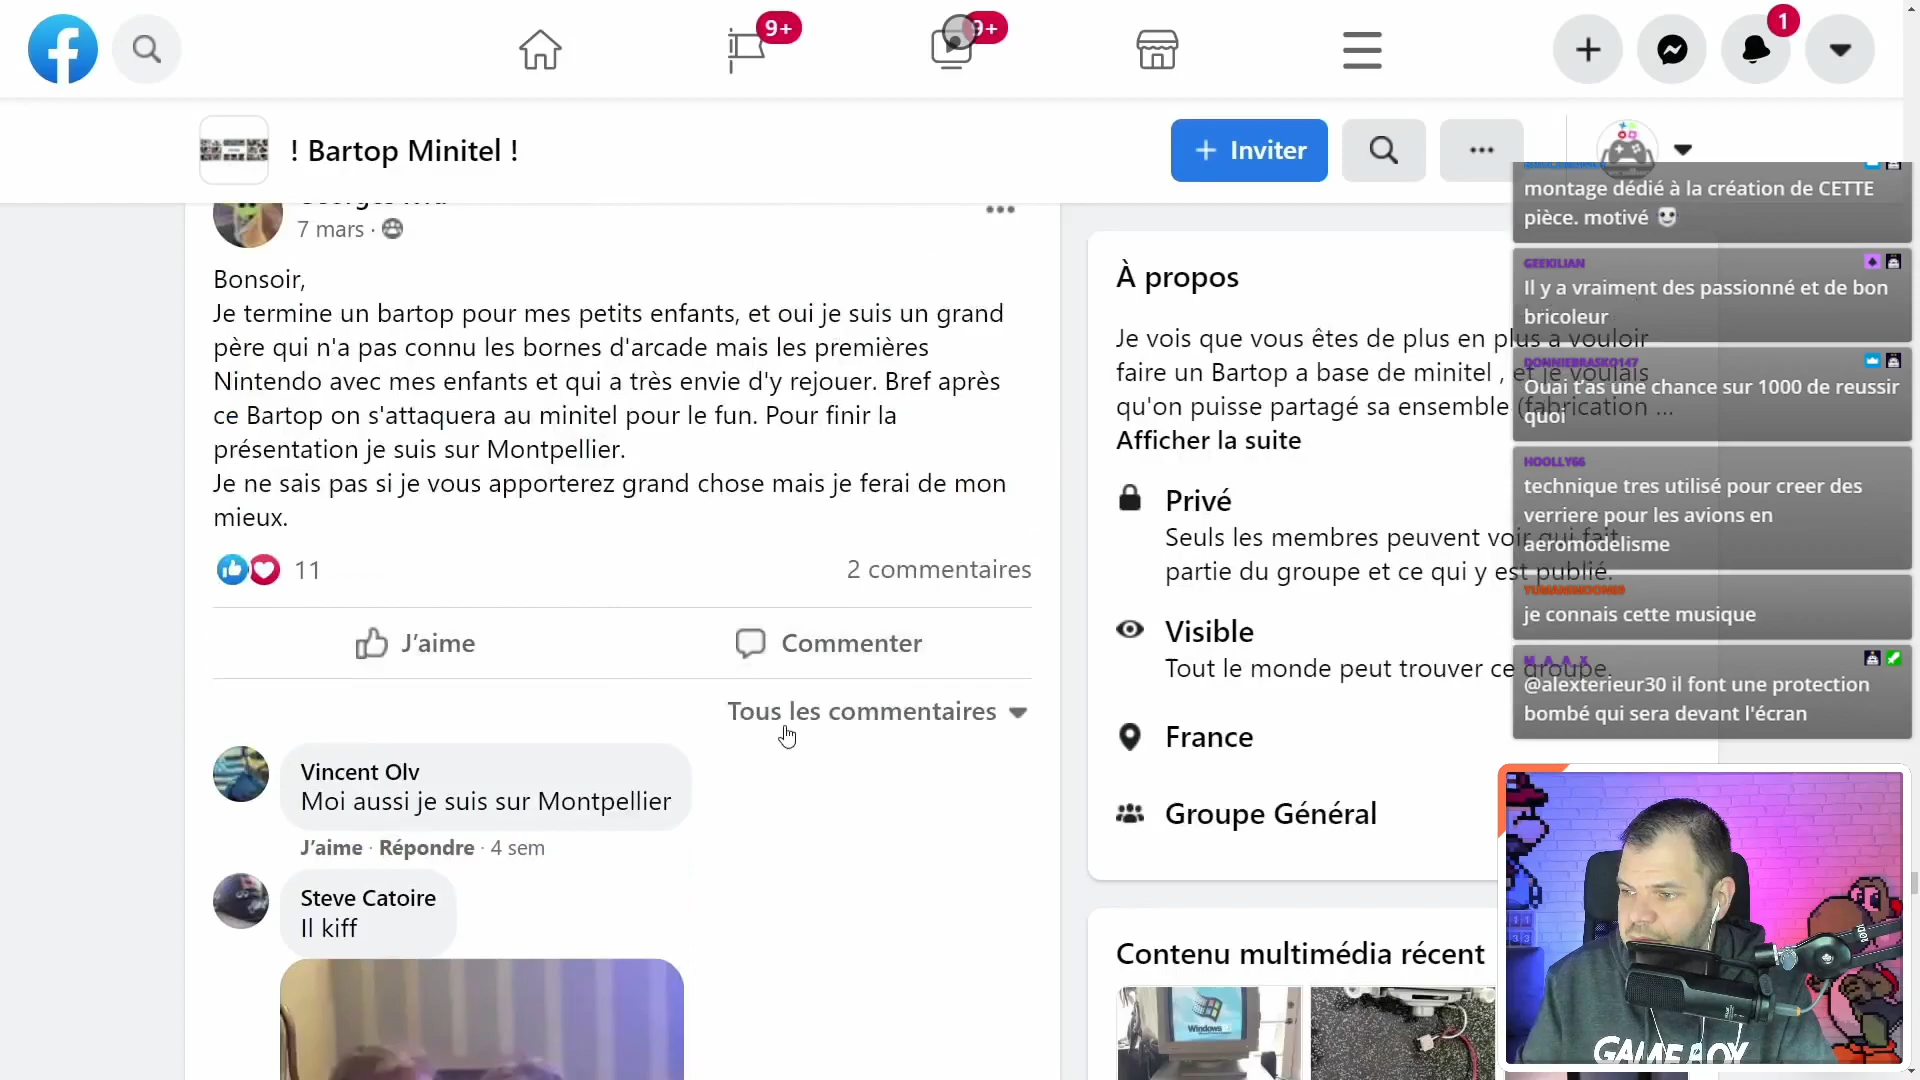 9+
9+
1
! Bartop Minitel !
+ Inviter
7 mars ·
Bonsoir,
Je termine un bartop pour mes petits enfants, et oui je suis un grand
père qui n'a pas connu les bornes d'arcade mais les premières
Nintendo avec mes enfants et qui a très envie d'y rejouer. Bref après
ce Bartop on s'attaquera au minitel pour le fun. Pour finir la
présentation je suis sur Montpellier.
Je ne sais pas si je vous apporterez grand chose mais je ferai de mon
mieux.
11
2 commentaires
J'aime
Commenter
Tous les commentaires
Vincent Olv
Moi aussi je suis sur Montpellier
J'aime · Répondre · 4 sem
Steve Catoire
Il kiff
À propos
Je vois que vous êtes de plus en plus a vouloir
faire un Bartop a base de minitel , et je voulais
qu'on puisse partagé sa ensemble (fabrication ...
Afficher la suite
Privé
Seuls les membres peuvent voir qui fait
partie du groupe et ce qui y est publié.
Visible
Tout le monde peut trouver ce groupe.
France
Groupe Général
Contenu multimédia récent
Windows
montage dédié à la création de CETTE
pièce. motivé
GEEKILIAN
Il y a vraiment des passionné et de bon
bricoleur
DONNIEBRASKO147
Ouai t'as une chance sur 1000 de reussir
quoi
HOOLLY66
technique tres utilisé pour creer des
verriere pour les avions en
aeromodelisme
je connais cette musique
M_A_A_X
@alexterieur30 il font une protection
bombé qui sera devant l'écran
GAME BOY